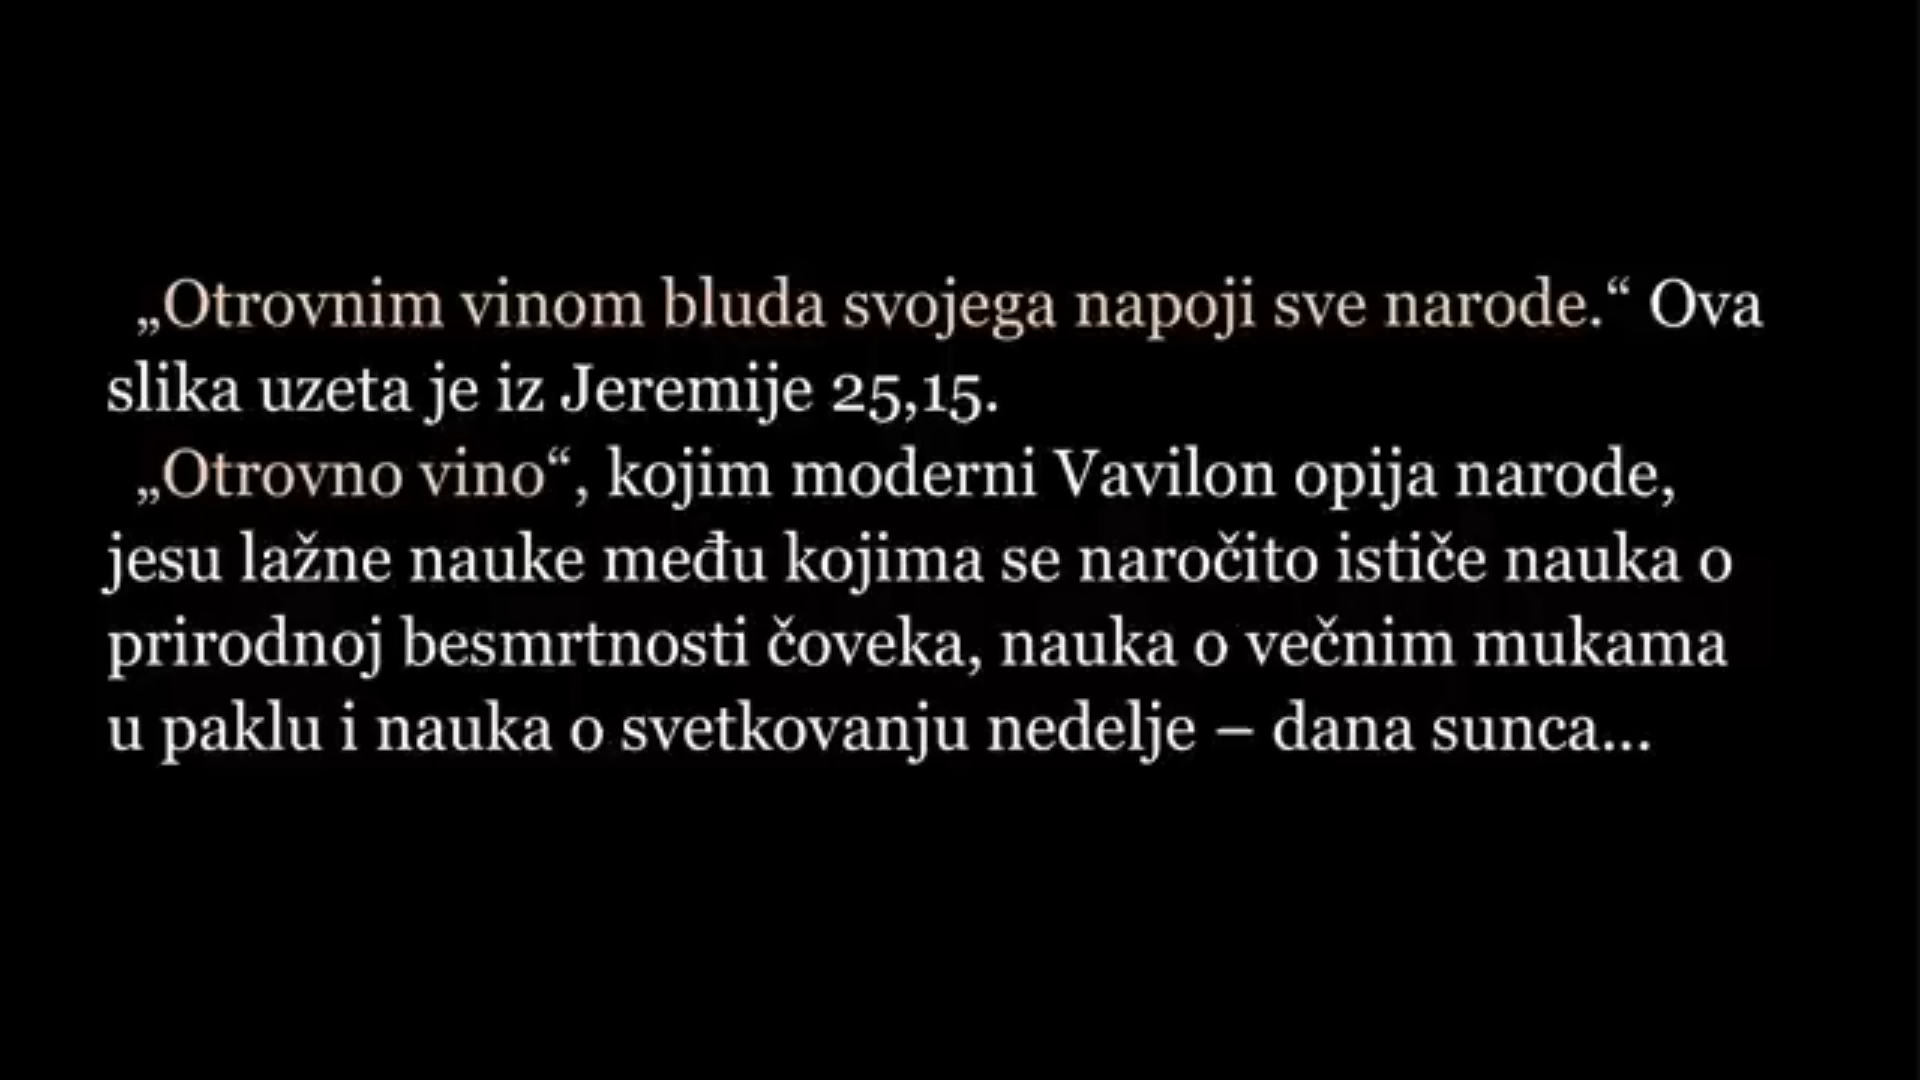 „Otrovnim vinom bluda svojega napoji sve narode.“ Ova
slika uzeta je iz Jeremije 25,15.
„Otrovno vino“, kojim moderni Vavilon opija narode,
jesu lažne nauke među kojima se naročito ističe nauka o
prirodnoj besmrtnosti čoveka, nauka o večnim mukama
u paklu i nauka o svetkovanju nedelje – dana sunca...